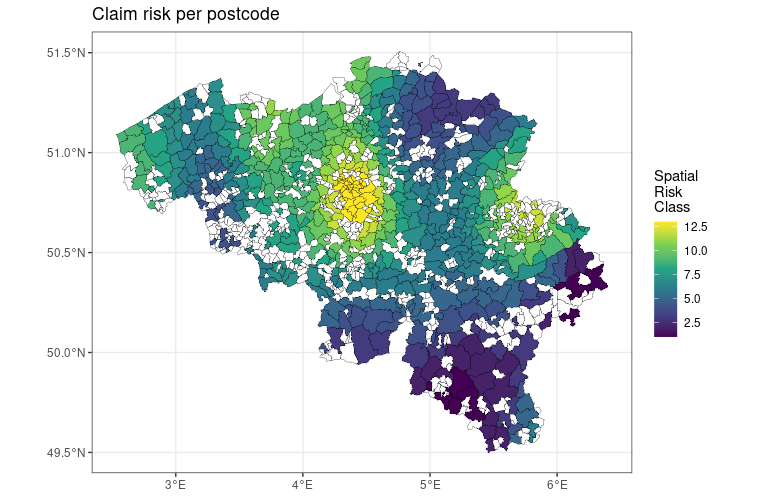 Claim risk per postcode
51.5°N
51.0°N
50.5°N
50.0°N
49.5°N
3°E
4°E
5°E
6°E
Spatial
Risk
Class
12.5
10.0
7.5
5.0
2.5